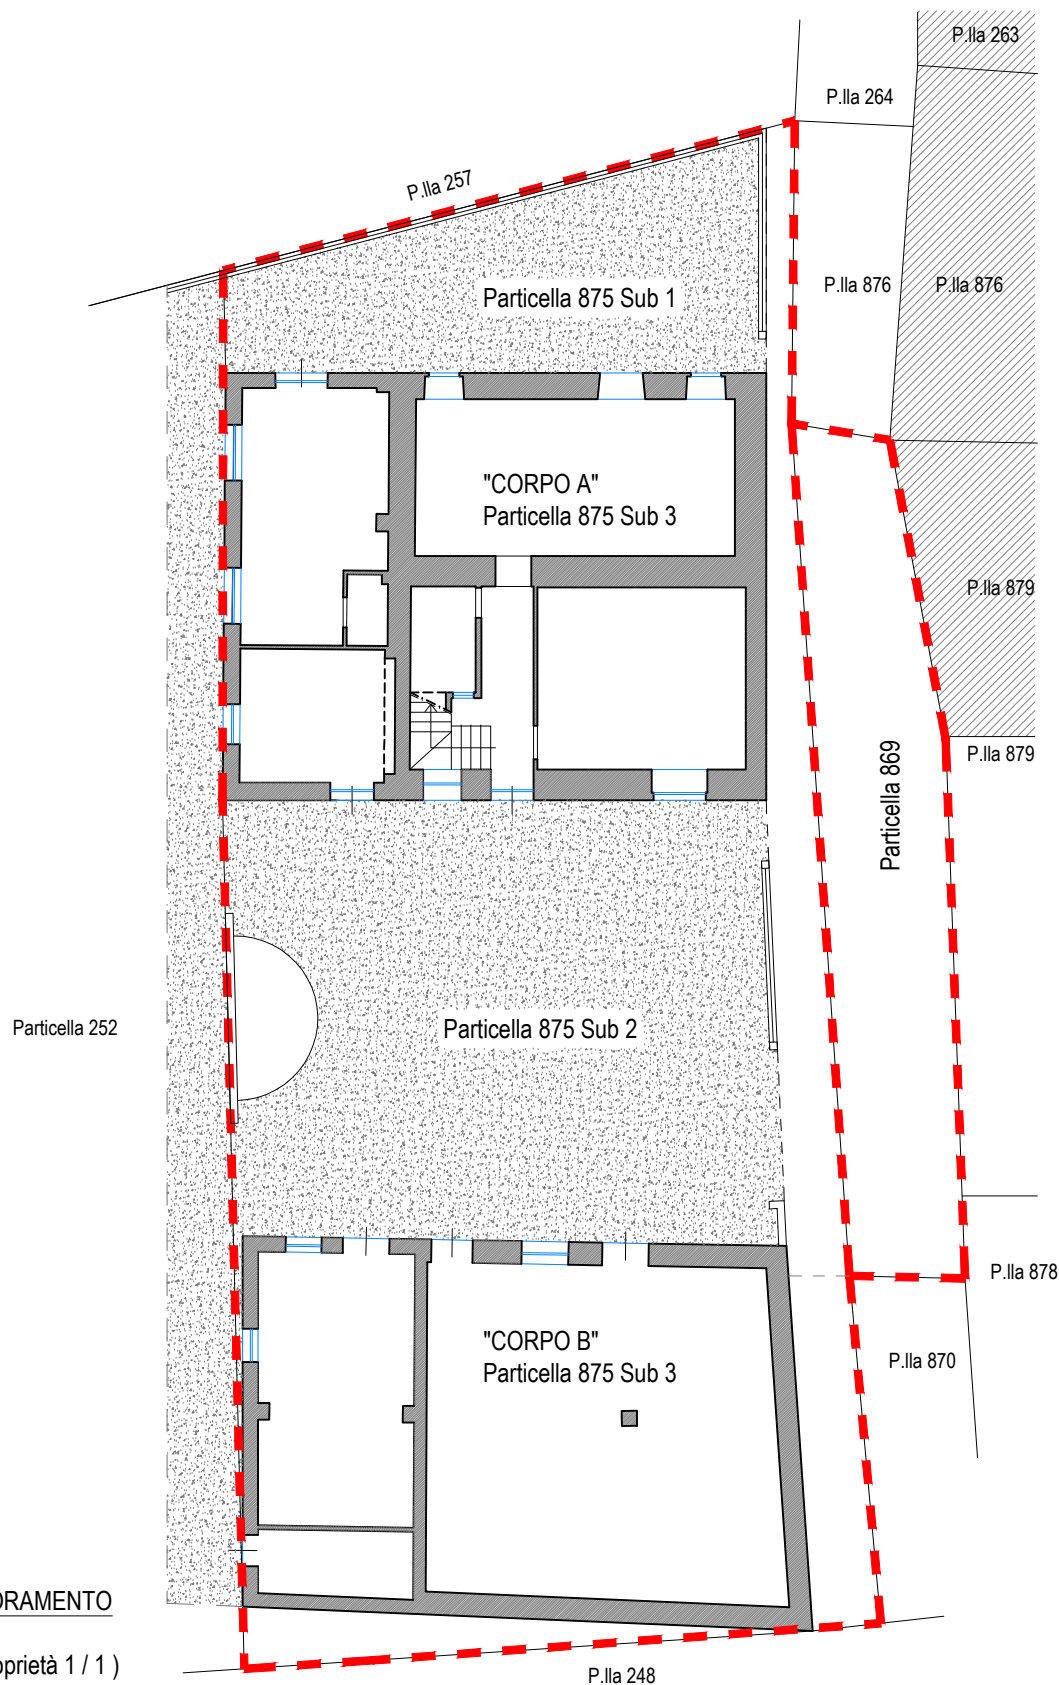 P.lla 263
P.lla 264
P.lla 257
P.lla 876
P.lla 876
Particella 875 Sub 1
"CORPO A"
Particella 875 Sub 3
P.lla 879
P.lla 879
Particella 869
Particella 252
Particella 875 Sub 2
P.lla 878
"CORPO B"
Particella 875 Sub 3
P.lla 870
ORAMENTO
oprietà 1 / 1 )
P.lla 248